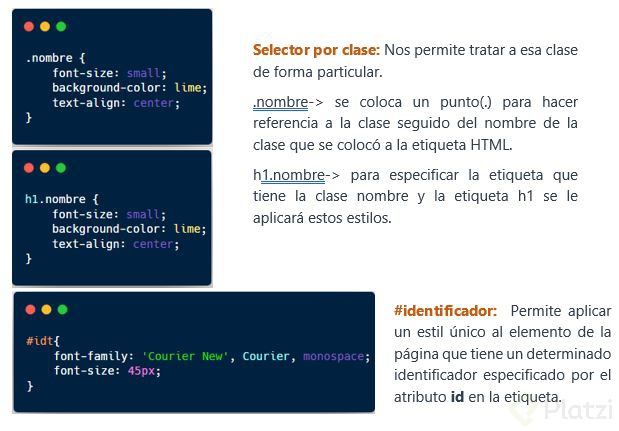 .nombre {
font-size: small;
background-color: lime;
text-align: center;
}
Selector por clase: Nos permite tratar a esa clase
de forma particular.
.nombre-> se coloca un punto(.) para hacer
referencia a la clase seguido del nombre de la
clase que se colocó a la etiqueta HTML.
h1.nombre {
font-size: small;
background-color: lime;
text-align: center;
}
h1.nombre-> para especificar la etiqueta que
tiene la clase nombre y la etiqueta h1 se le
aplicará estos estilos.
#idt{
font-family: 'Courier New', Courier, monospace;
font-size: 45px;
}
#identificador: Permite aplicar
un estil único al elemento de la
página que tiene un determinado
identificador especificado por el
atributo id en la etiqueta.
Platzi